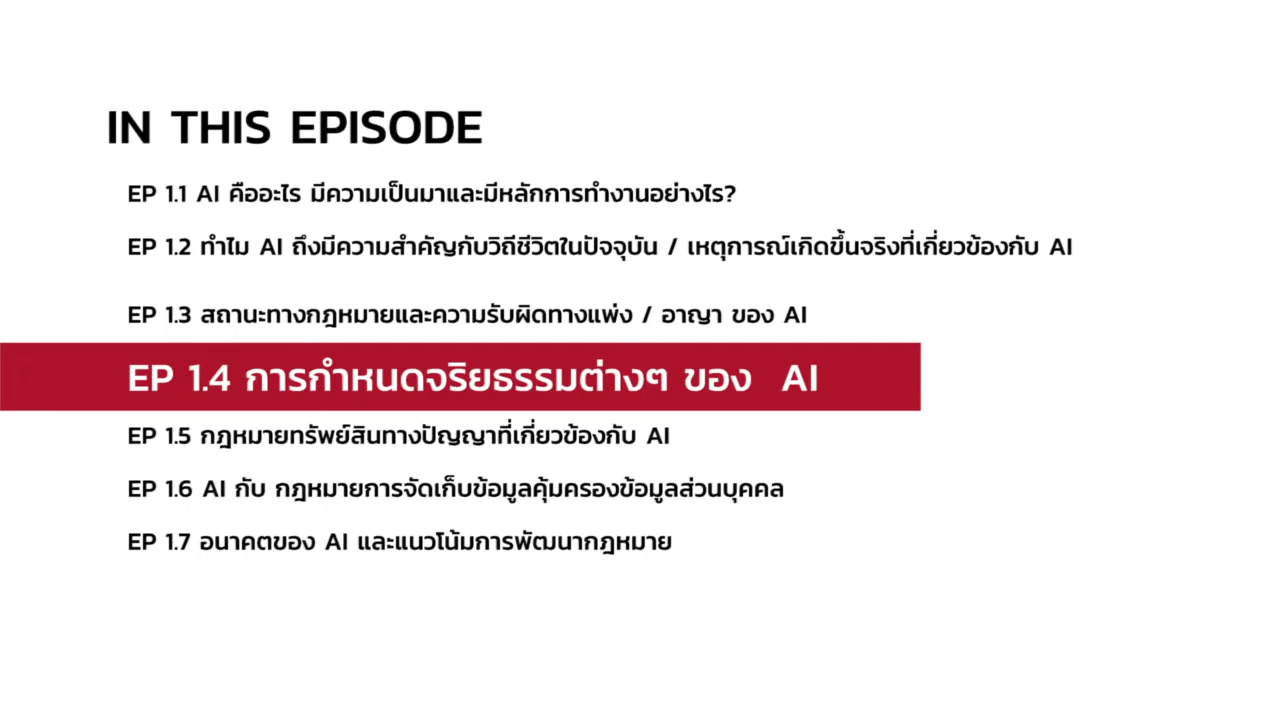 IN THIS EPISODE
EP 1.1 AI คืออะไร มีความเป็นมาและมีหลักการทำงานอย่างไร?
EP 1.2 ทำไม AI ถึงมีความสำคัญกับวิถีชีวิตในปัจจุบัน / เหตุการณ์เกิดขึ้นจริงที่เกี่ยวข้องกับ AI
EP 1.3 สถานะทางกฎหมายและความรับผิดทางแพ่ง / อาญา ของ AI
EP 1.4 การกำหนดจริยธรรมต่างๆ ของ AI
EP 1.5 กฎหมายทรัพย์สินทางปัญญาที่เกี่ยวข้องกับ AI
EP 1.6 AI กับ กฎหมายการจัดเก็บข้อมูลคุ้มครองข้อมูลส่วนบุคคล
EP 1.7 อนาคตของ AI และแนวโน้มการพัฒนากฎหมาย